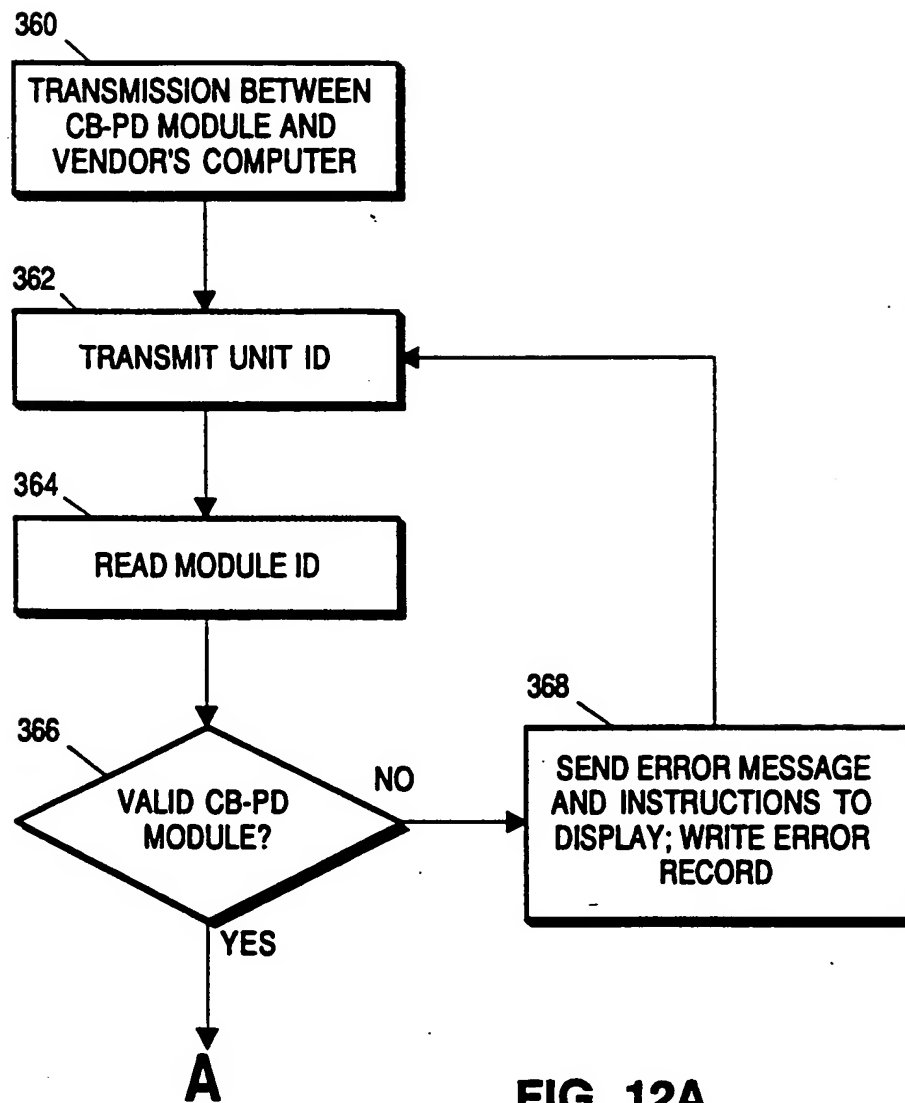 360
TRANSMISSION BETWEEN
CB-PD MODULE AND
VENDOR'S COMPUTER
362
TRANSMIT UNIT ID
364
READ MODULE ID
366
VALID CB-PD
MODULE?
NO
368
SEND ERROR MESSAGE
AND INSTRUCTIONS TO
DISPLAY; WRITE ERROR
RECORD
YES
A
FIG. 12A